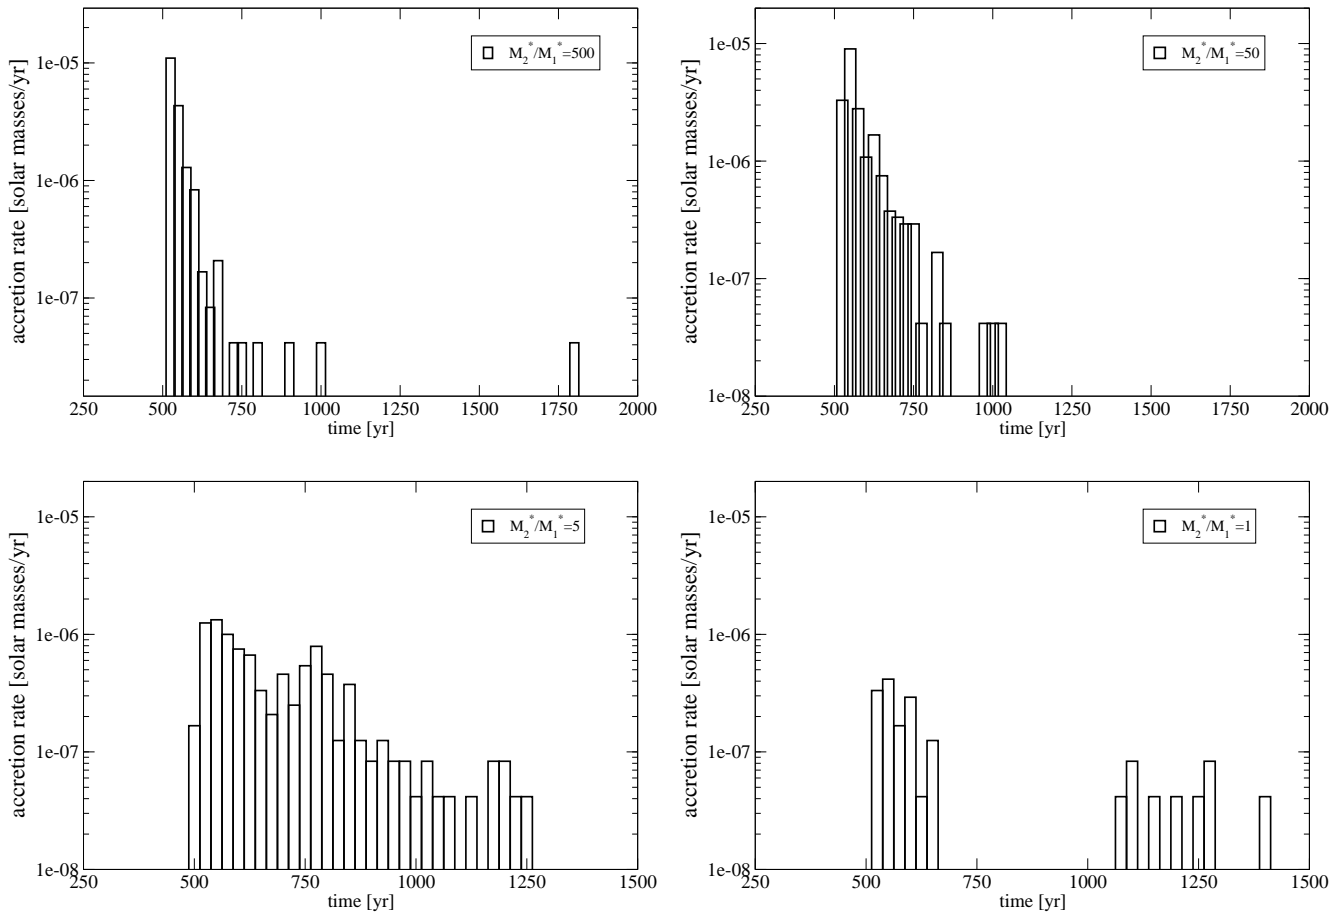 accretion rate [solar masses/yr]
1e-05
1e-06
1e-07
M2*/M1*=500
250 500 750 1000 1250 1500 1750 2000
time [yr]
accretion rate [solar masses/yr]
1e-05
1e-06
1e-07
1e-08
M2*/M1*=50
250 500 750 1000 1250 1500 1750 2000
time [yr]
accretion rate [solar masses/yr]
1e-05
1e-06
1e-07
1e-08
M2*/M1*=5
250 500 750 1000 1250 1500
time [yr]
accretion rate [solar masses/yr]
1e-05
1e-06
1e-07
1e-08
M2*/M1*=1
250 500 750 1000 1250 1500
time [yr]